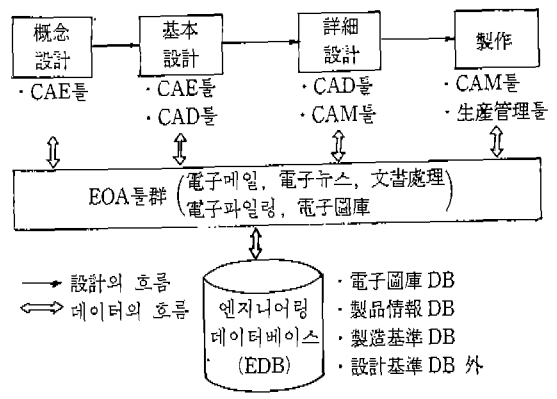 概念
設計
基本
設計
詳細
設計
製作
· CAE툴
· CAE툴
· CAD툴
· CAD툴
· CAM툴
· CAM툴
· 生産管理툴
EOA툴群 (電子메일, 電子뉴스, 文書處理
電子파일링, 電子圖庫)
設計의 흐름
데이터의 흐름
엔지니어링
데이터베이스
(EDB)
· 電子圖庫 DB
· 製品情報 DB
· 製造基準 DB
· 設計基準 DB 外